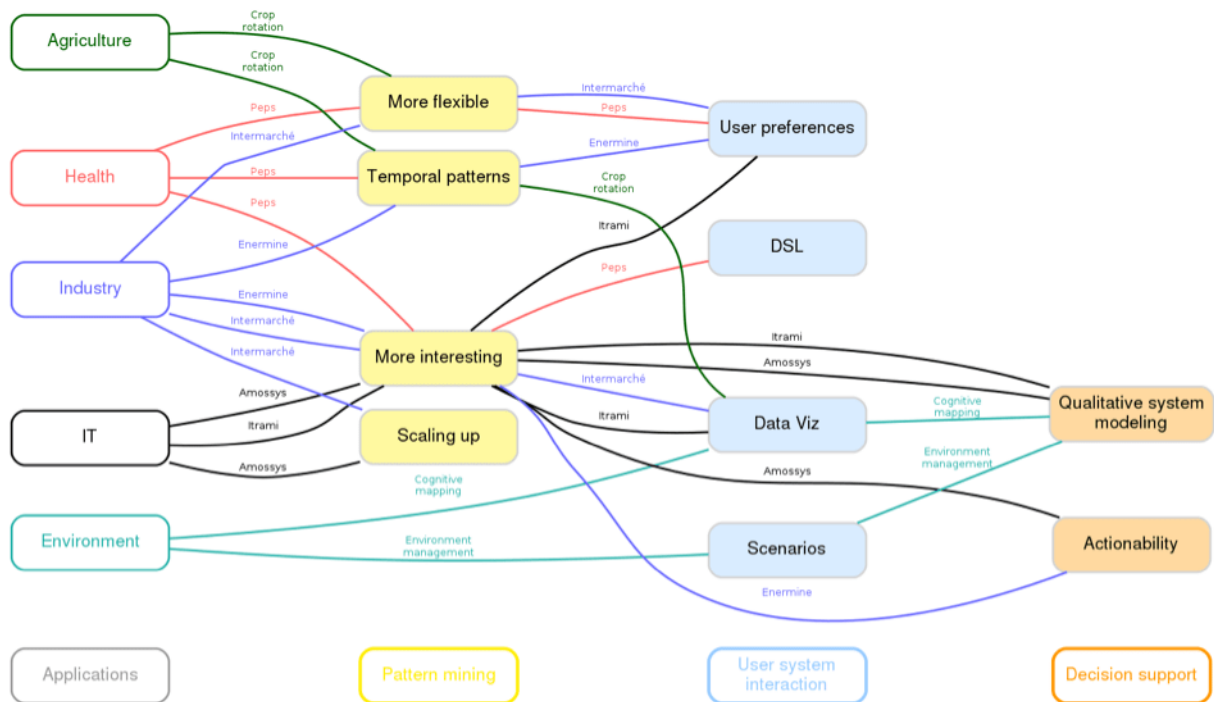 Crop
rotation
Agriculture
Crop
rotation
More flexible
Intermarché
Peps
Peps
User preferences
Intermarché
Enermine
Health
Peps
Temporal patterns
Crop
rotation
Peps
Itrami
Enermine
DSL
Peps
Industry
Enermine
Intermarché
Intermarché
More interesting
Itrami
Amossys
Intermarché
Amossys
Itrami
Itrami
Cognitive
mapping
Qualitative system
modeling
IT
Scaling up
Data Viz
Amossys
Environment
management
Amossys
Cognitive
mapping
Environment
Environment
management
Scenarios
Actionability
Enermine
Applications
Pattern mining
User system
interaction
Decision support